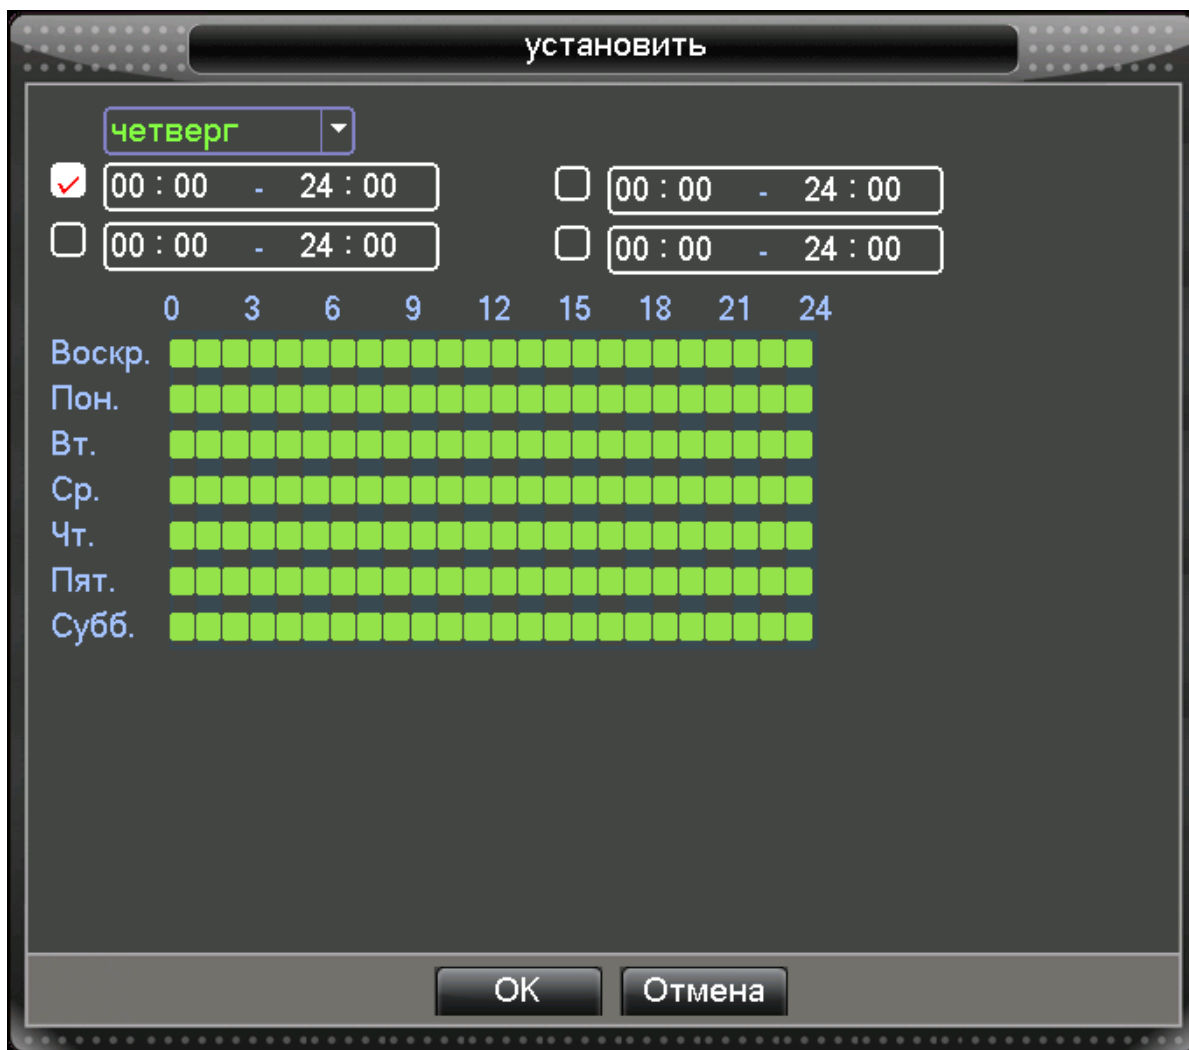 установить
четверг
00 : 00 - 24 : 00 00 : 00 - 24 : 00
00 : 00 - 24 : 00 00 : 00 - 24 : 00
0 3 6 9 12 15 18 21 24
Воскр.
Пон.
Вт.
Ср.
Чт.
Пят.
Субб.
OK Отмена